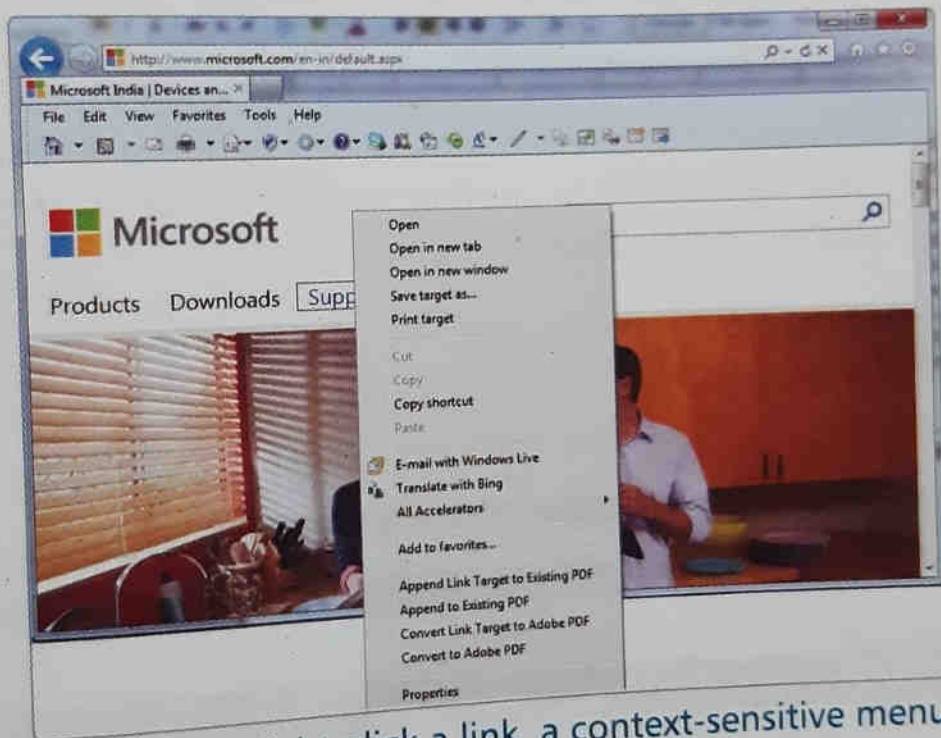 http://www.microsoft.com/en-in/default.aspx
Microsoft India | Devices an...
File Edit View Favorites Tools Help
Microsoft
Products Downloads Supp
Open
Open in new tab
Open in new window
Save target as...
Print target
Cut
Copy
Copy shortcut
Paste
E-mail with Windows Live
Translate with Bing
All Accelerators
Add to favorites...
Append Link Target to Existing PDF
Append to Existing PDF
Convert Link Target to Adobe PDF
Convert to Adobe PDF
Properties
click a link, a context-sensitive menu